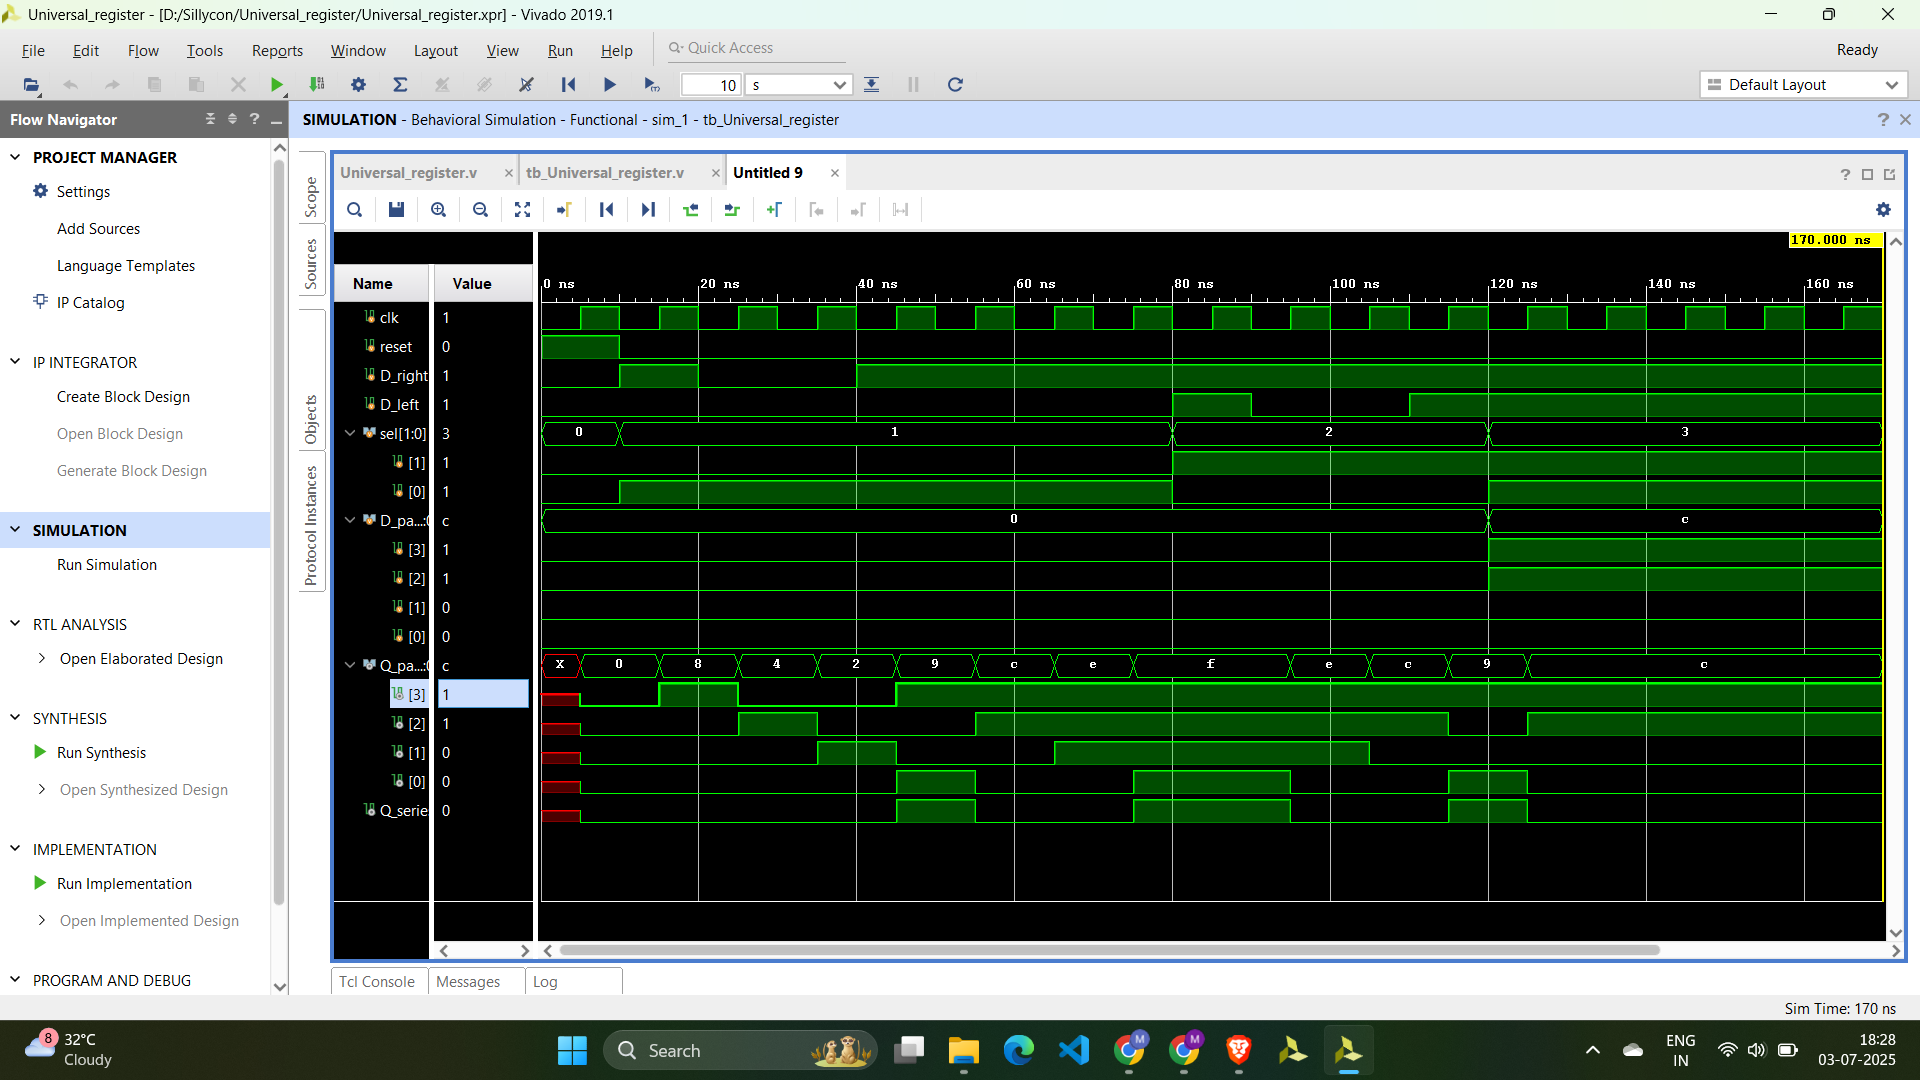 Universal_register - [D:/Sillycon/Universal_register/Universal_register.xpr] - Vivado 2019.1
File Edit Flow Tools Reports Window Layout View Run Help Quick Access Ready
10 s Default Layout
Flow Navigator
SIMULATION - Behavioral Simulation - Functional - sim_1 - tb_Universal_register
PROJECT MANAGER
Settings
Add Sources
Language Templates
IP Catalog
IP INTEGRATOR
Create Block Design
Open Block Design
Generate Block Design
SIMULATION
Run Simulation
RTL ANALYSIS
Open Elaborated Design
SYNTHESIS
Run Synthesis
Open Synthesized Design
IMPLEMENTATION
Run Implementation
Open Implemented Design
PROGRAM AND DEBUG
Scope
Sources
Objects
Protocol Instances
Universal_register.v tb_Universal_register.v Untitled 9
170.000 ns
Name Value 0 ns 20 ns 40 ns 60 ns 80 ns 100 ns 120 ns 140 ns 160 ns
clk 1
reset 0
D_right 1
D_left 1
sel[1:0] 3 0 1 2 3
[1] 1
[0] 1
D_pa...:0 c 0 c
[3] 1
[2] 1
[1] 0
[0] 0
Q_pa...:0 c X 0 8 4 2 9 c e f e c 9 c
[3] 1
[2] 1
[1] 0
[0] 0
Q_serie 0
Tcl Console Messages Log
Sim Time: 170 ns
8 32°C
Cloudy
Search
M M
ENG
IN
18:28
03-07-2025